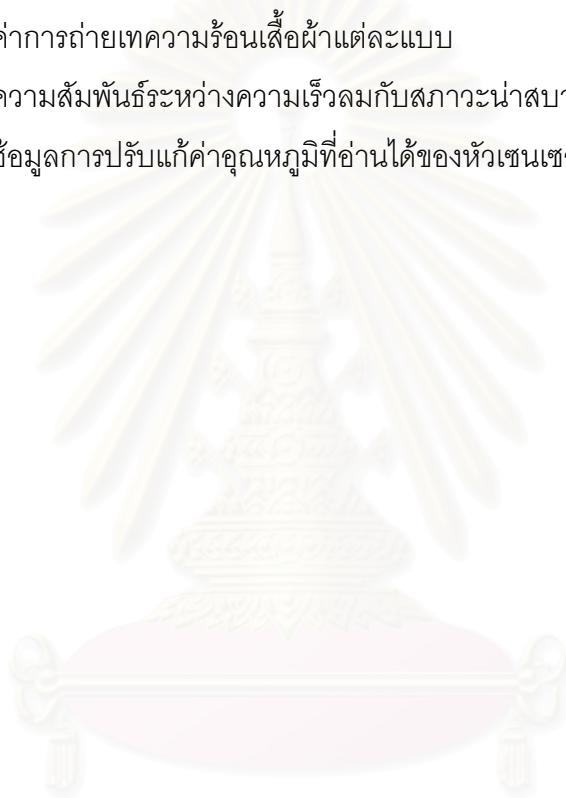 ค่าการถ่ายเทความร้อนเสื้อผ้าแต่ละแบบ
ความสัมพันธ์ระหว่างความเร็วลมกับสภาวะน่าสบา
ข้อมูลการปรับแก้ค่าอุณหภูมิที่อ่านได้ของหัวเซนเซ